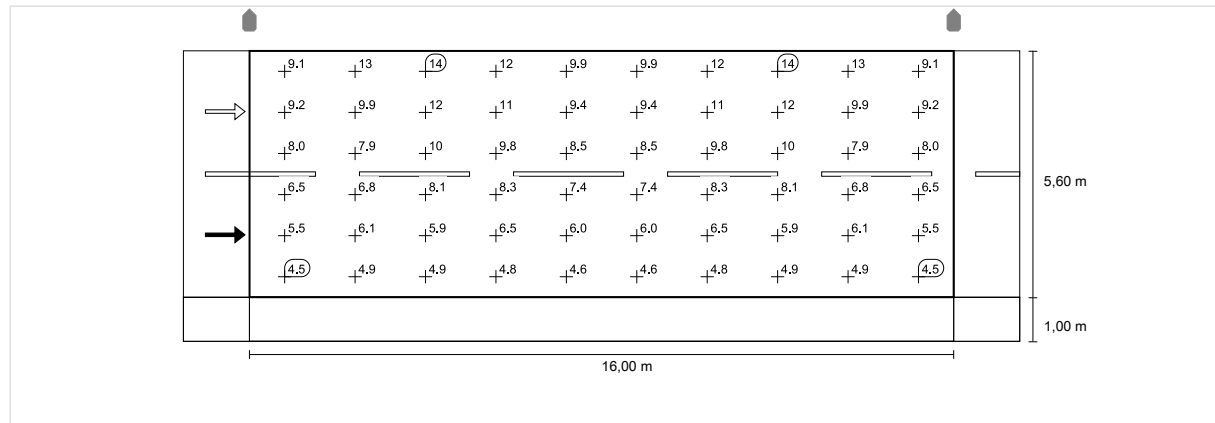 9.1 13 14 12 9.9 9.9 12 14 13 9.1
9.2 9.9 12 11 9.4 9.4 11 12 9.9 9.2
8.0 7.9 10 9.8 8.5 8.5 9.8 10 7.9 8.0
6.5 6.8 8.1 8.3 7.4 7.4 8.3 8.1 6.8 6.5
5,60 m
5.5 6.1 5.9 6.5 6.0 6.0 6.5 5.9 6.1 5.5
4.5 4.9 4.9 4.8 4.6 4.6 4.8 4.9 4.9 4.5
1,00 m
16,00 m